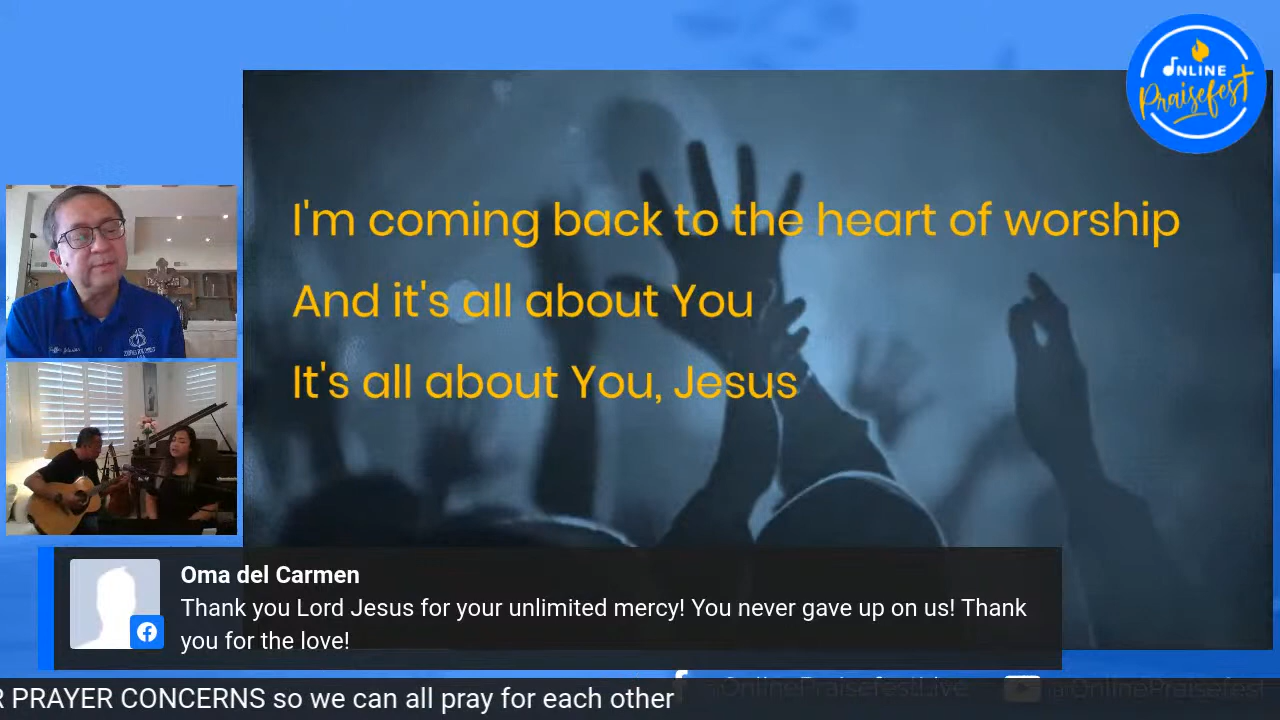 ONLINE
Praisefest
I'm coming back to the heart of worship
And it's all about You
It's all about You, Jesus
Oma del Carmen
Thank you Lord Jesus for your unlimited mercy! You never gave up on us! Thank
you for the love!
R PRAYER CONCERNS so we can all pray for each other
@OnlinePraisefestLive
@OnlinePraisefest